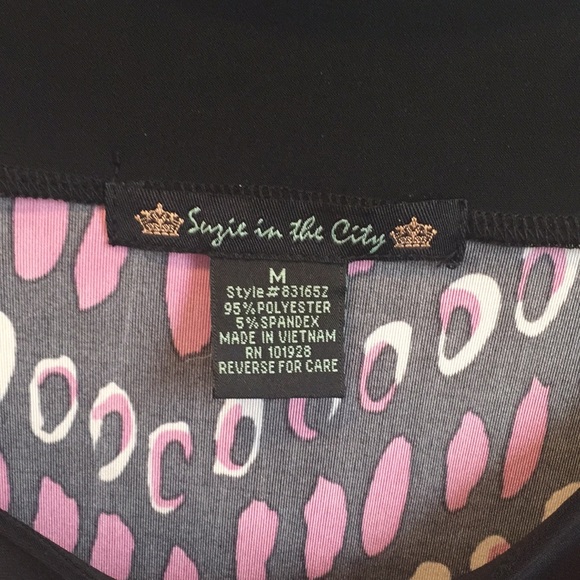 Suzie in the City
M
Style#83165Z
95%POLYESTER
5%SPANDEX
MADE IN VIETNAM
RN 101928
REVERSE FOR CARE